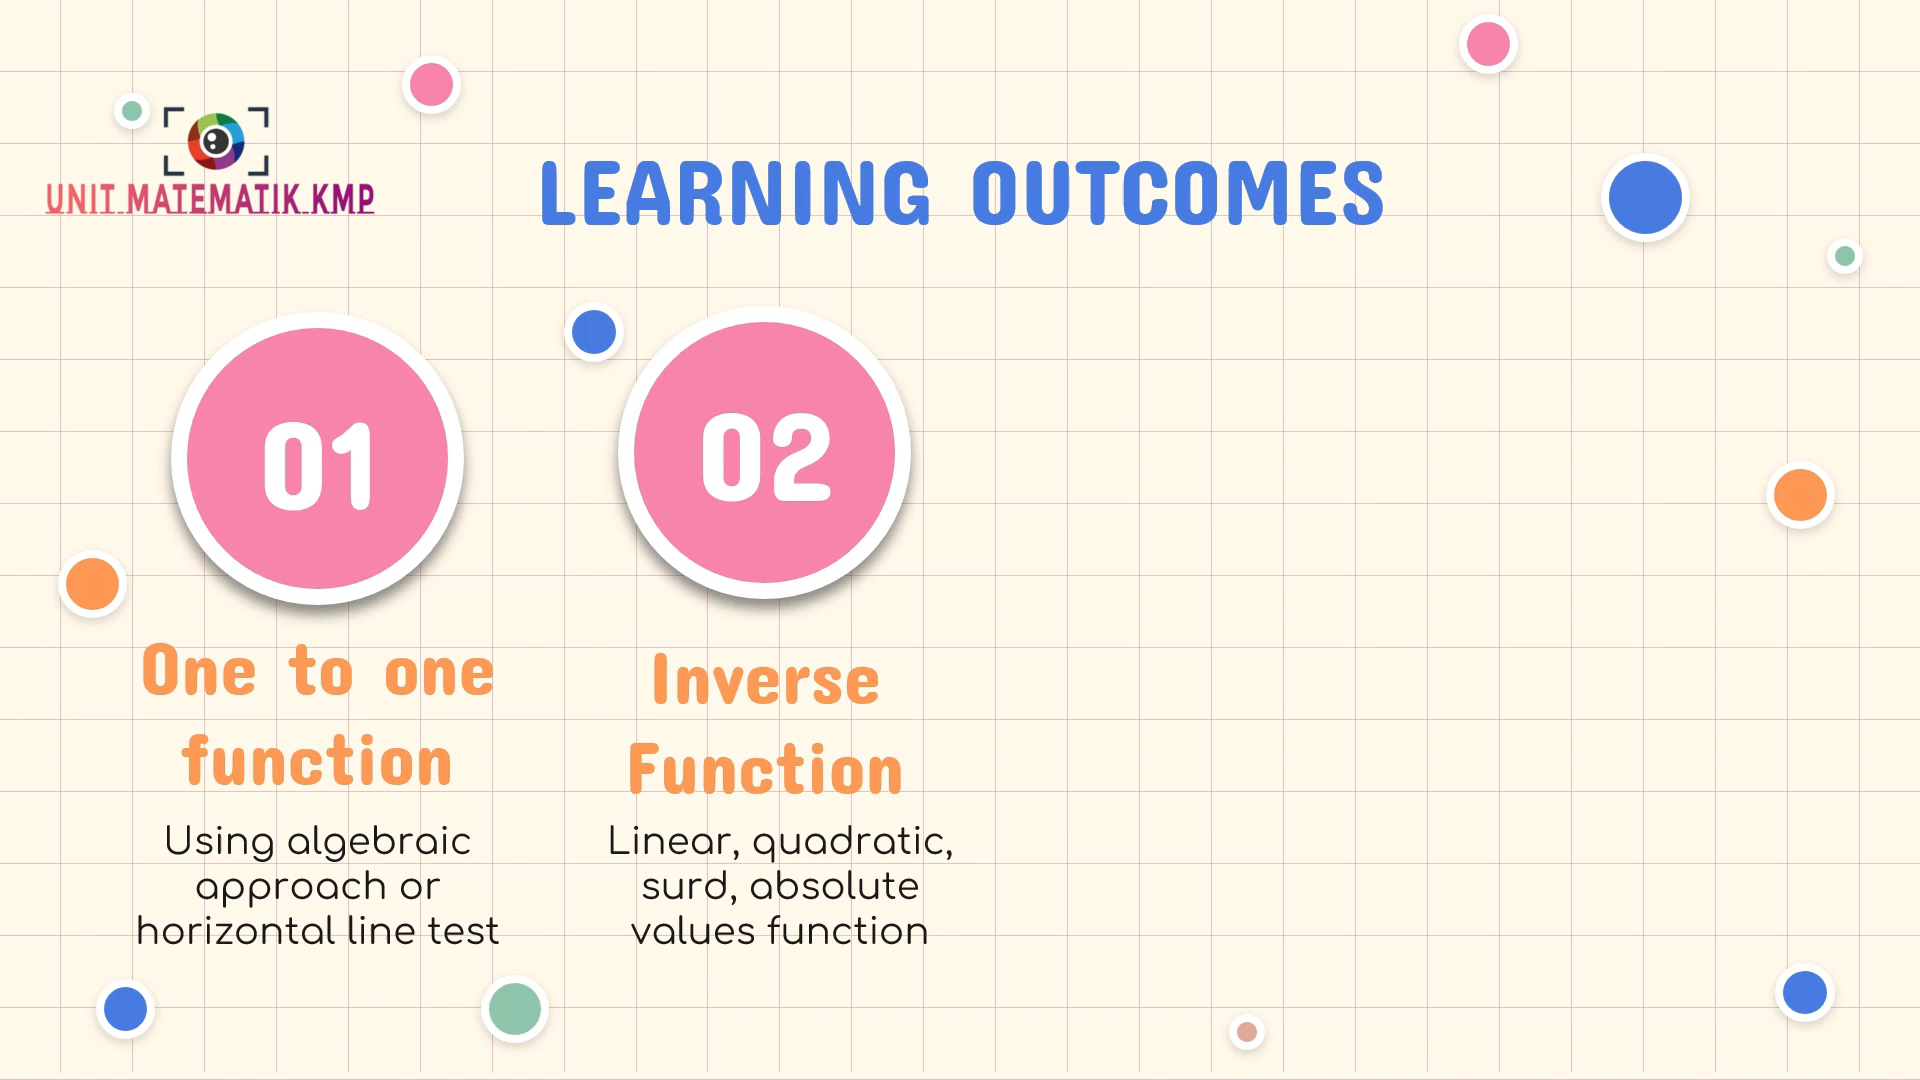 UNIT MATEMATIK KMP
LEARNING OUTCOMES
01
One to one
function
Using algebraic
approach or
horizontal line test
02
Inverse
Function
Linear, quadratic,
surd, absolute
values function